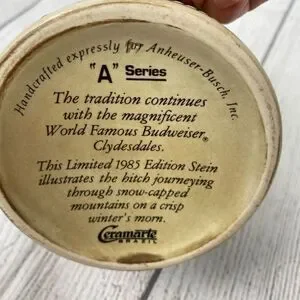 Handcrafted expressly for Anheuser-Busch, Inc.
"A" Series
The tradition continues
with the magnificent
World Famous Budweiser®
Clydesdales.
This Limited 1985 Edition Stein
illustrates the hitch journeying
through snow-capped
mountains on a crisp
winter's morn.
Ceramarte
BRAZIL